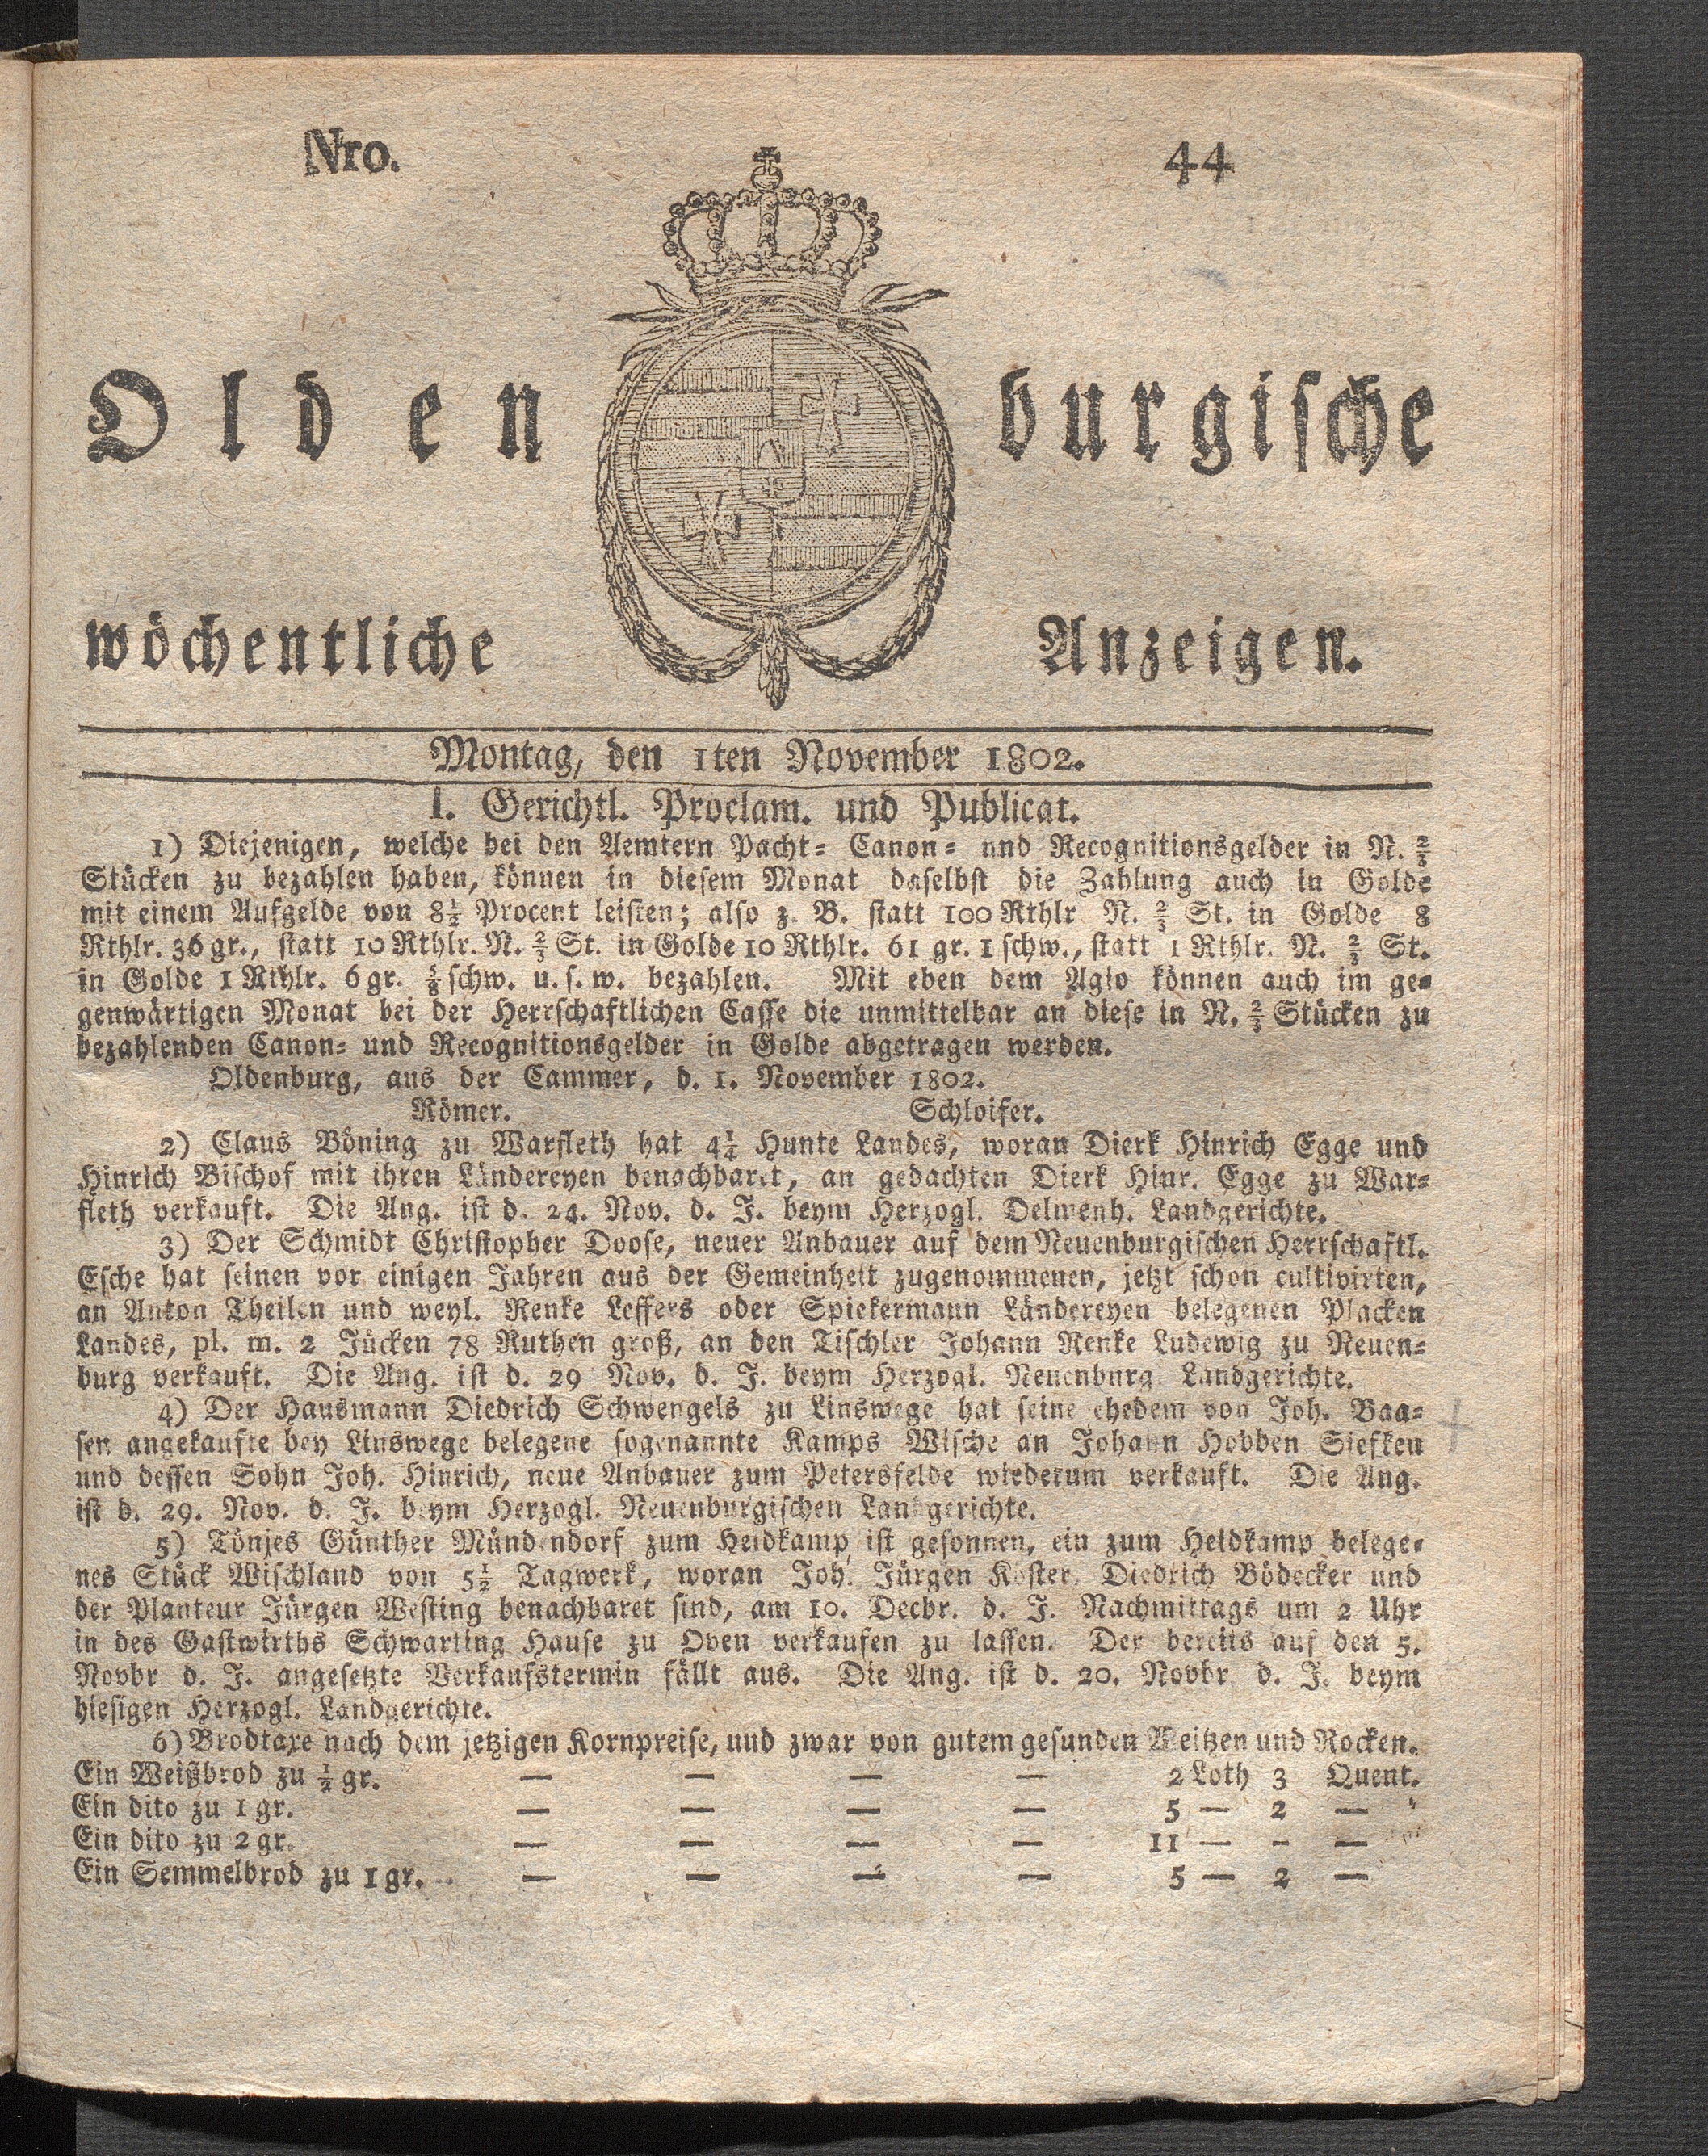 Nro. 44
Oldenburgische
wöchentliche Anzeigen.
Montag, den 1ten November 1802.
I. Gerichtl. Proclam. und Publicat.
1) Diejenigen, welche bei den Aemtern Pacht- Canon- und Recognitionsgelder in N. ⅔
Stücken zu bezahlen haben, können in diesem Monat daselbst die Zahlung auch in Golde
mit einem Aufgelde von 8½ Procent leisten; also z. B. statt 100 Rthlr N. ⅔ St. in Golde 8
Rthlr. 36 gr., statt 10 Rthlr. N. ⅔ St. in Golde 10 Rthlr. 61 gr. 1 schw., statt 1 Rthlr. N. ⅔ St.
in Golde 1 Rthlr. 6 gr. schw. u. s. w. bezahlen. Mit eben dem Agio können auch im ge-
genwärtigen Monat bei der Herrschaftlichen Casse die unmittelbar an diese in N. ⅔ Stücken zu
bezahlenden Canon- und Recognitionsgelder in Golde abgetragen werden.
Oldenburg, aus der Cammer, d. 1. November 1802.
Römer. Schloifer.
2) Claus Böning zu Warfleth hat 4¼ Hunte Landes, woran Dierk Hinrich Egge und
Hinrich Bischof mit ihren Ländereyen benachbaret, an gedachten Dierk Hinr. Egge zu War-
fleth verkauft. Die Ang. ist d. 24. Nov. d. J. beym Herzogl. Delmenh. Landgerichte.
3) Der Schmidt Christopher Doose, neuer Anbauer auf dem Neuenburgischen Herrschaftl.
Esche hat seinen vor einigen Jahren aus der Gemeinheit zugenommenen, jetzt schon cultivirten,
an Anton Theilen und weyl. Renke Leffers oder Spiekermann Ländereyen belegenen Placken
Landes, pl. m. 2 Jücken 78 Ruthen groß, an den Tischler Johann Renke Ludewig zu Neuen-
burg verkauft. Die Ang. ist d. 29 Nov. d. J. beym Herzogl. Neuenburg. Landgerichte.
4) Der Hausmann Diedrich Schwengels zu Linswege hat seine ehedem von Joh. Baa-
sen angekaufte bey Linswege belegene sogenannte Kamps Wische an Johann Hobben Siefken
und dessen Sohn Joh. Hinrich, neue Anbauer zum Petersfelde wiederum verkauft. Die Ang.
ist d. 29. Nov. d. J. beym Herzogl. Neuenburgischen Landgerichte.
5) Tönjes Günther Mündendorf zum Heidkamp ist gesonnen, ein zum Heidkamp belege-
nes Stück Wischland von 5½ Tagwerk, woran Joh. Jürgen Koster, Diedrich Bödecker und
der Planteur Jürgen Westing benachbaret sind, am 10. Decbr. d. J. Nachmittags um 2 Uhr
in des Gastwirths Schwarting Hause zu Oven verkaufen zu lassen. Der bereits auf den 5.
Novbr d. J. angesetzte Verkaufstermin fällt aus. Die Ang. ist d. 20. Novbr d. J. beym
hiesigen Herzogl. Landgerichte.
6) Brodtaxe nach dem jetzigen Kornpreise, und zwar von gutem gesunden Weitzen und Rocken.
Ein Weißbrod zu ½ gr. — — — — 2 Loth 3 Quent.
Ein dito zu 1 gr. — — — — 5 — 2 —
Ein dito zu 2 gr. — — — — 11 — - —
Ein Semmelbrod zu 1 gr. — — — — 5 — 2 —